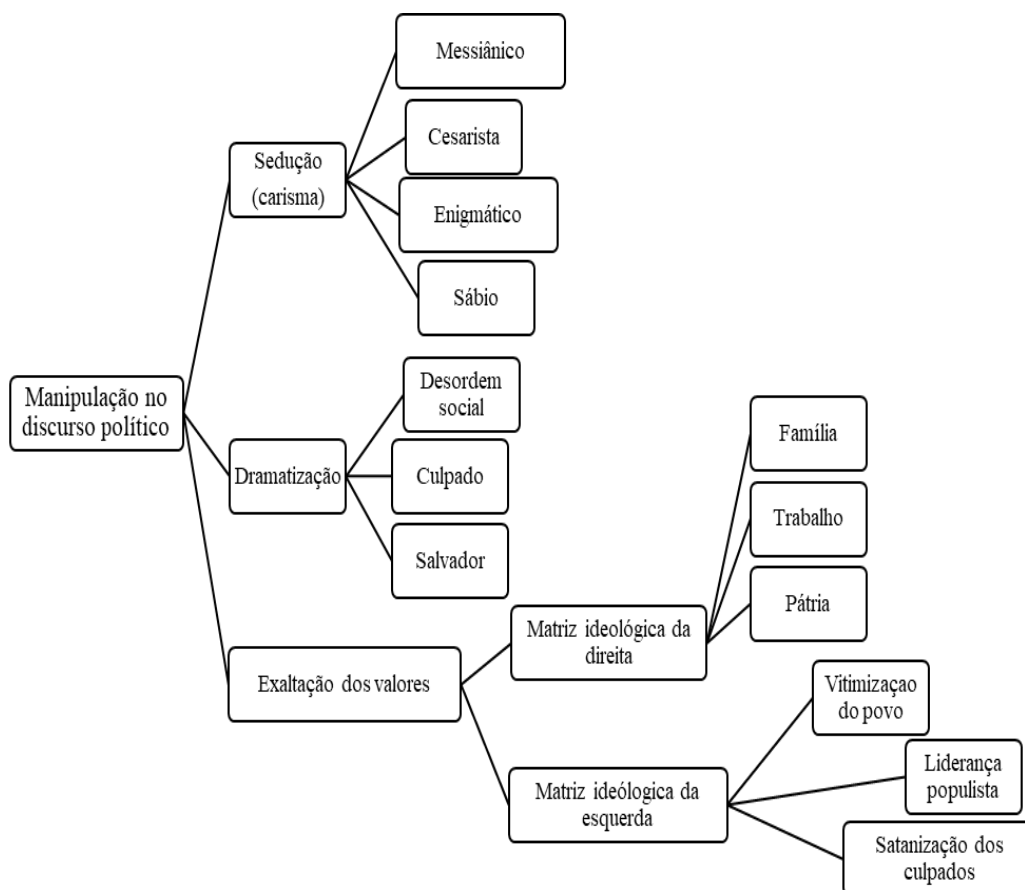 Messiânico
Cesarista
Sedução
(carisma)
Enigmático
Sábio
Manipulação no
discurso político
Desordem
social
Dramatização
Culpado
Salvador
Família
Trabalho
Pátria
Exaltação dos valores
Matriz ideológica da
direita
Vitimizaçao
do povo
Liderança
populista
Matriz ideólogica da
esquerda
Satanização dos
culpados